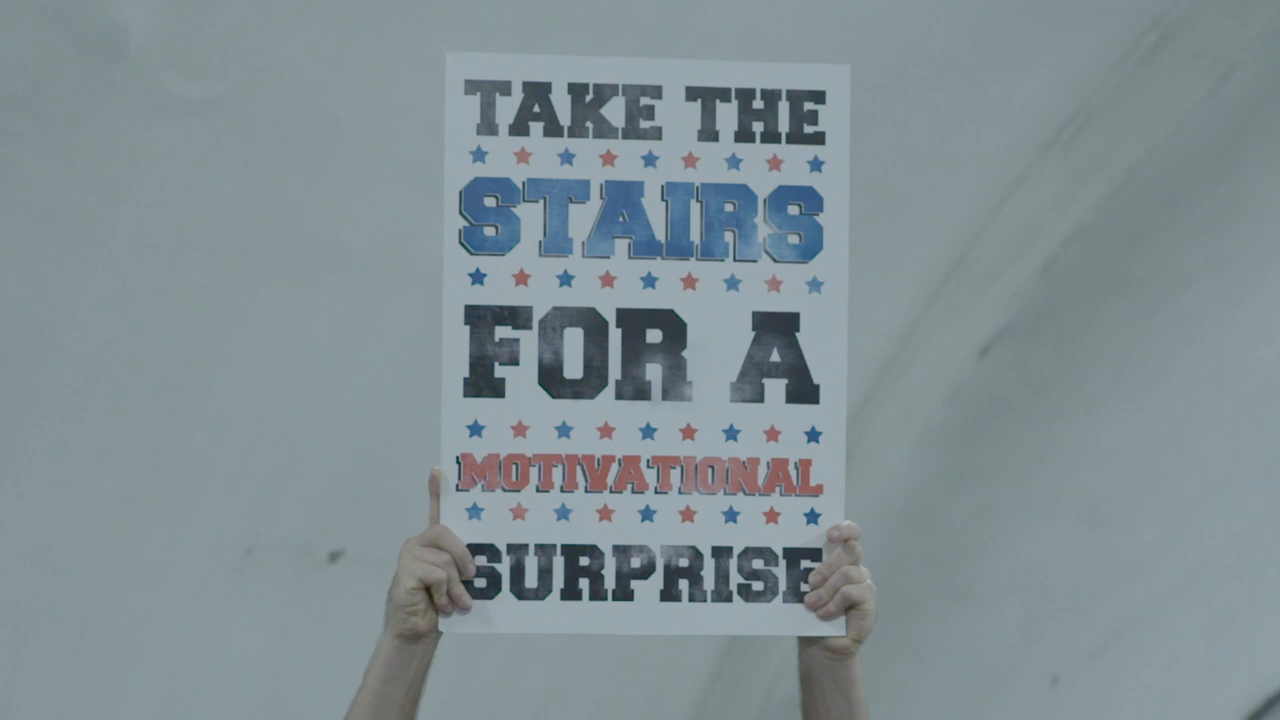 TAKE THE
STAIRS
FOR A
MOTIVATIONAL
SURPRISE